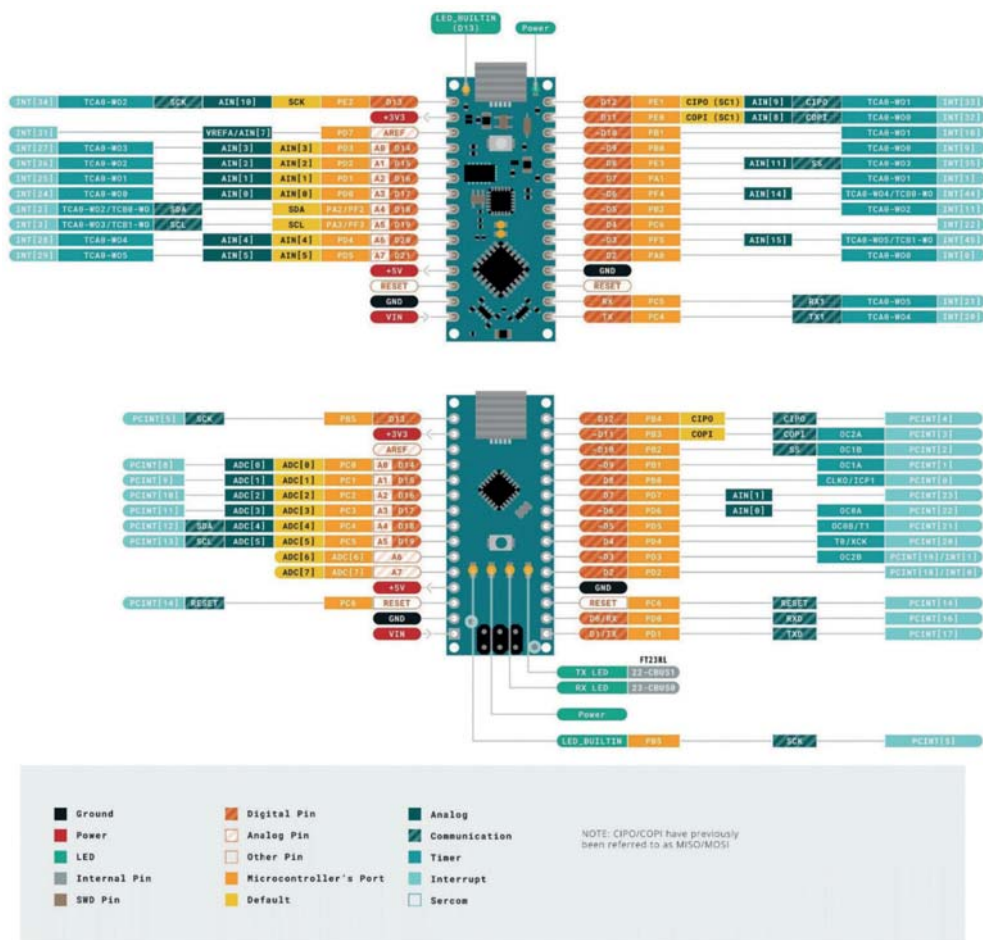 LED_BUILTIN
(D13)
Power
INT[34] TCA0-WO2 SCK AIN[10] SCK PE2 D13 D12 PE1 CIPO (SC1) AIN[9] CIPO TCA0-WO1 INT[33]
+3V3 D11 PE0 COPI (SC1) AIN[8] COPI TCA0-WO0 INT[32]
INT[31] VREFA/AIN[7] PD7 AREF ~D10 PB1 TCA0-WO1 INT[10]
INT[27] TCA0-WO3 AIN[3] AIN[3] PD3 A0 D14 ~D9 PB0 TCA0-WO0 INT[9]
INT[26] TCA0-WO2 AIN[2] AIN[2] PD2 A1 D15 D8 PE3 AIN[11] SS TCA0-WO3 INT[35]
INT[25] TCA0-WO1 AIN[1] AIN[1] PD1 A2 D16 D7 PA1 TCA0-WO1 INT[1]
INT[24] TCA0-WO0 AIN[0] AIN[0] PD0 A3 D17 ~D6 PF4 AIN[14] TCA0-WO4/TCB0-WO INT[44]
INT[2] TCA0-WO2/TCB0-WO SDA SDA PA2/PF2 A4 D18 ~D5 PB2 TCA0-WO2 INT[11]
INT[3] TCA0-WO3/TCB1-WO SCL SCL PA3/PF3 A5 D19 D4 PC6 INT[22]
INT[28] TCA0-WO4 AIN[4] AIN[4] PD4 A6 D20 ~D3 PF5 AIN[15] TCA0-WO5/TCB1-WO INT[45]
INT[29] TCA0-WO5 AIN[5] AIN[5] PD5 A7 D21 D2 PA0 TCA0-WO0 INT[0]
+5V GND
RESET RESET
GND RX PC5 RX1 TCA0-WO5 INT[21]
VIN TX PC4 TX1 TCA0-WO4 INT[20]
PCINT[5] SCK PB5 D13 ~D12 PB4 CIPO CIPO PCINT[4]
+3V3 ~D11 PB3 COPI COPI OC2A PCINT[3]
AREF ~D10 PB2 SS OC1B PCINT[2]
PCINT[8] ADC[0] ADC[0] PC0 A0 D14 ~D9 PB1 OC1A PCINT[1]
PCINT[9] ADC[1] ADC[1] PC1 A1 D15 D8 PB0 CLKO/ICP1 PCINT[0]
PCINT[10] ADC[2] ADC[2] PC2 A2 D16 D7 PD7 AIN[1] PCINT[23]
PCINT[11] ADC[3] ADC[3] PC3 A3 D17 ~D6 PD6 AIN[0] OC0A PCINT[22]
PCINT[12] SDA ADC[4] ADC[4] PC4 A4 D18 ~D5 PD5 OC0B/T1 PCINT[21]
PCINT[13] SCL ADC[5] ADC[5] PC5 A5 D19 D4 PD4 T0/XCK PCINT[20]
ADC[6] ADC[6] A6 ~D3 PD3 OC2B PCINT[19]/INT[1]
ADC[7] ADC[7] A7 D2 PD2 PCINT[18]/INT[0]
+5V GND
PCINT[14] RESET PC6 RESET RESET PC6 RESET PCINT[14]
GND D0/RX PD0 RXD PCINT[16]
VIN D1/TX PD1 TXD PCINT[17]
FT23RL
TX LED 22-CBUS1
RX LED 23-CBUS0
Power
LED_BUILTIN PB5 SCK PCINT[5]
Ground Digital Pin Analog
Power Analog Pin Communication
LED Other Pin Timer
Internal Pin Microcontroller's Port Interrupt
SWD Pin Default Sercom
NOTE: CIPO/COPI have previously
been referred to as MISO/MOSI